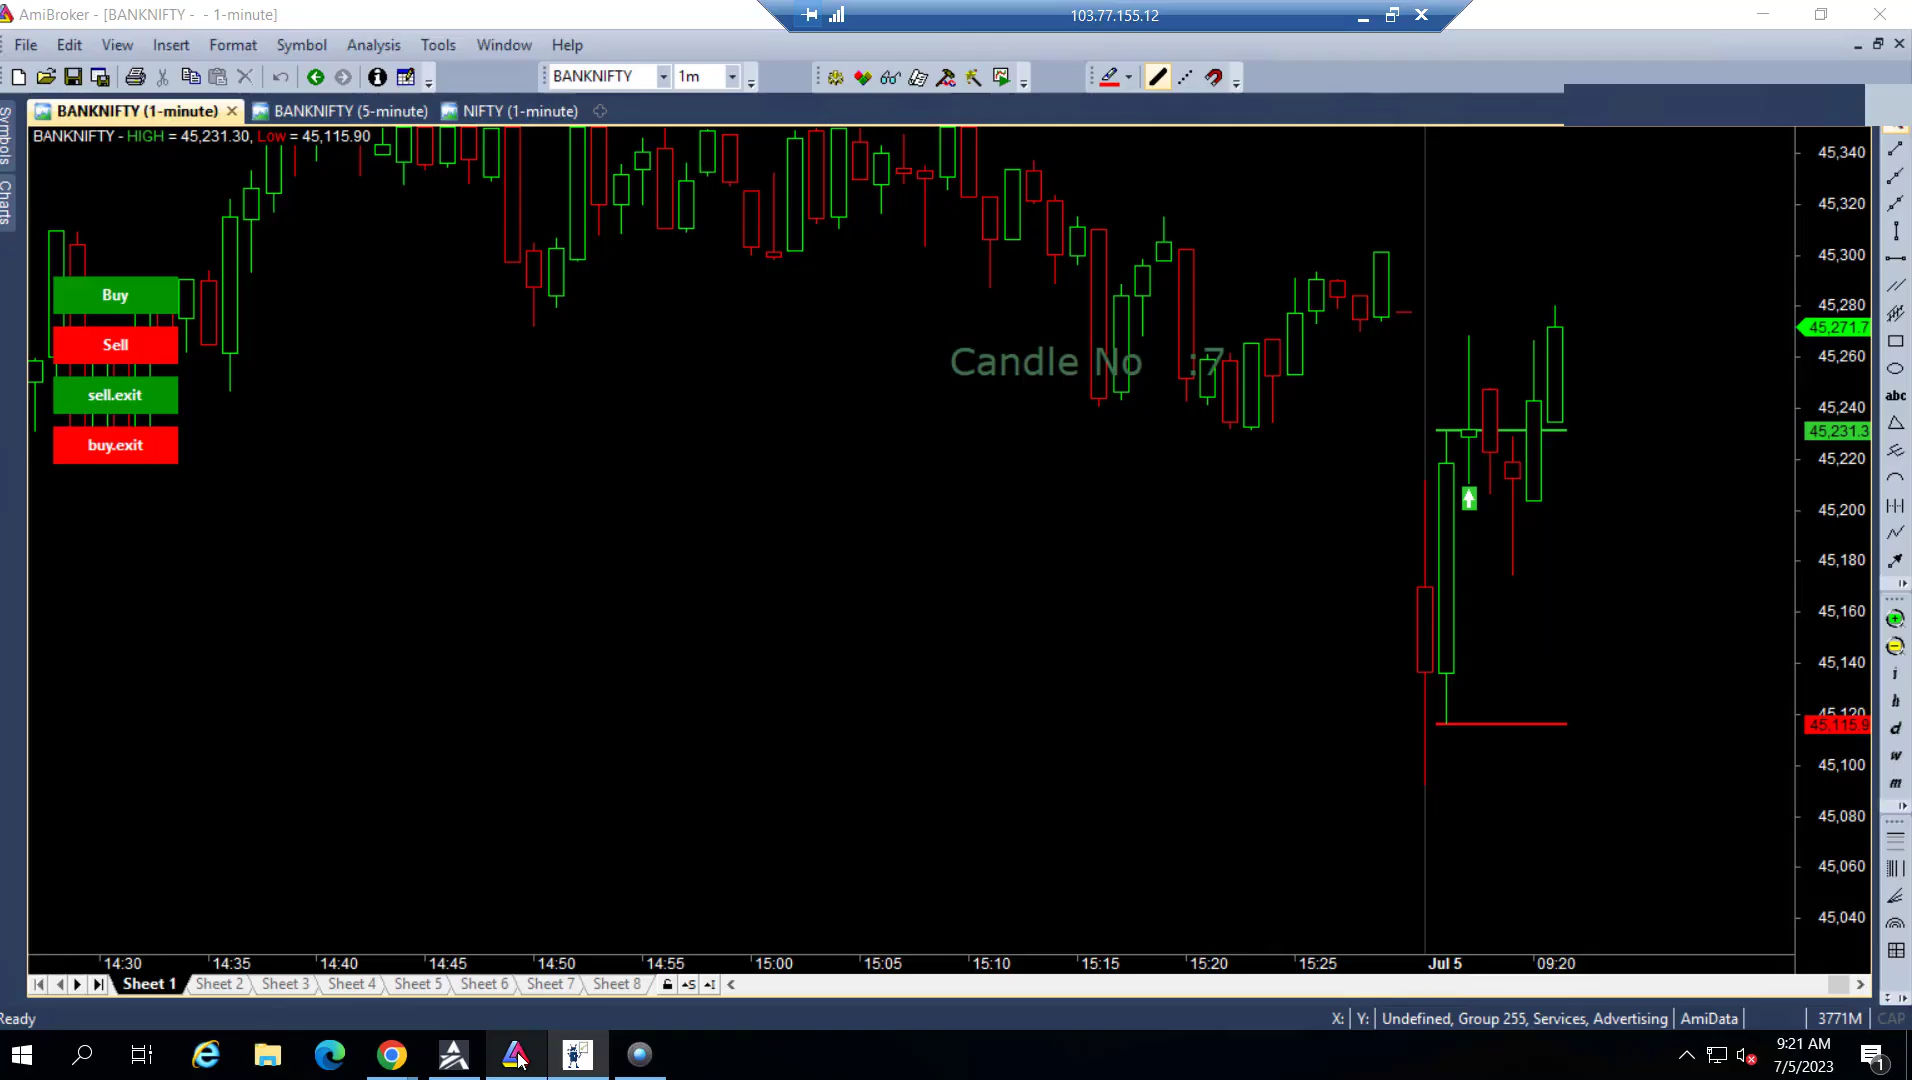 AmiBroker - [BANKNIFTY - - 1-minute]
103.77.155.12
File Edit View Insert Format Symbol Analysis Tools Window Help
BANKNIFTY 1m
BANKNIFTY (1-minute) BANKNIFTY (5-minute) NIFTY (1-minute)
BANKNIFTY - HIGH = 45,231.30, Low = 45,115.90
Symbols
Charts
Buy
Sell
sell.exit
buy.exit
Candle No :7
45,340
45,320
45,300
45,280
45,271.7
45,260
45,240
45,231.3
45,220
45,200
45,180
45,160
45,140
45,120
45,115.9
45,100
45,080
45,060
45,040
abc
i
h
d
w
m
14:30 14:35 14:40 14:45 14:50 14:55 15:00 15:05 15:10 15:15 15:20 15:25 Jul 5 09:20
Sheet 1 Sheet 2 Sheet 3 Sheet 4 Sheet 5 Sheet 6 Sheet 7 Sheet 8
Ready
X: Y: Undefined, Group 255, Services, Advertising AmiData 3771M CAP
9:21 AM
7/5/2023
1